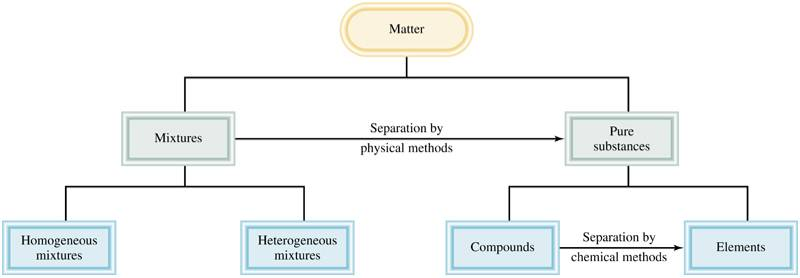 Matter
Mixtures
Separation by
physical methods
Pure
substances
Homogeneous
mixtures
Heterogeneous
mixtures
Compounds
Separation by
chemical methods
Elements